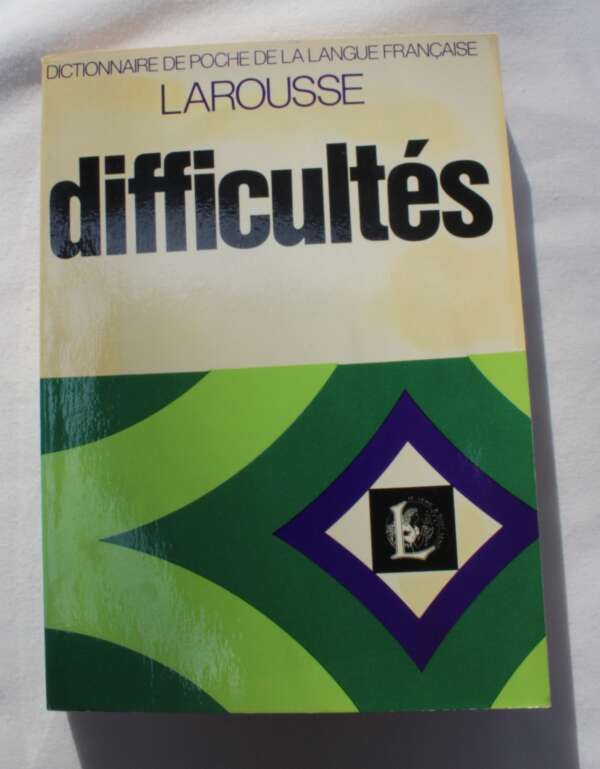 DICTIONNAIRE DE POCHE DE LA LANGUE FRANÇAISE
LAROUSSE
difficultés
L